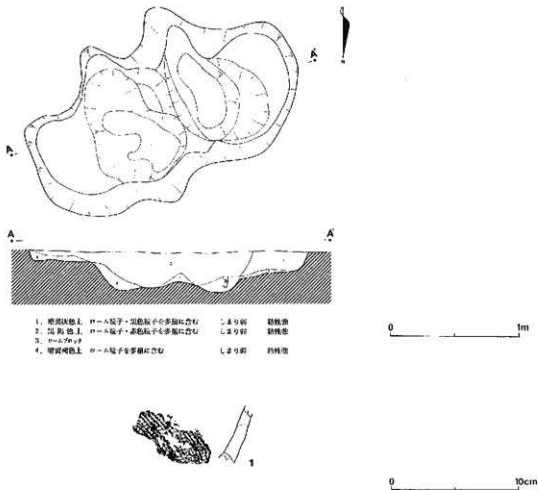 A'
A
A A'
1、暗黄灰色土 ローム粒子・黒色粒子を多量に含む しまり弱 粘性強
2、黒褐色土 ローム粒子・赤色粒子を多量に含む しまり弱 粘性強
3、ロームブロック
4、暗黄褐色土 ローム粒子を多量に含む しまり弱 粘性強
0 1m
1
0 10cm